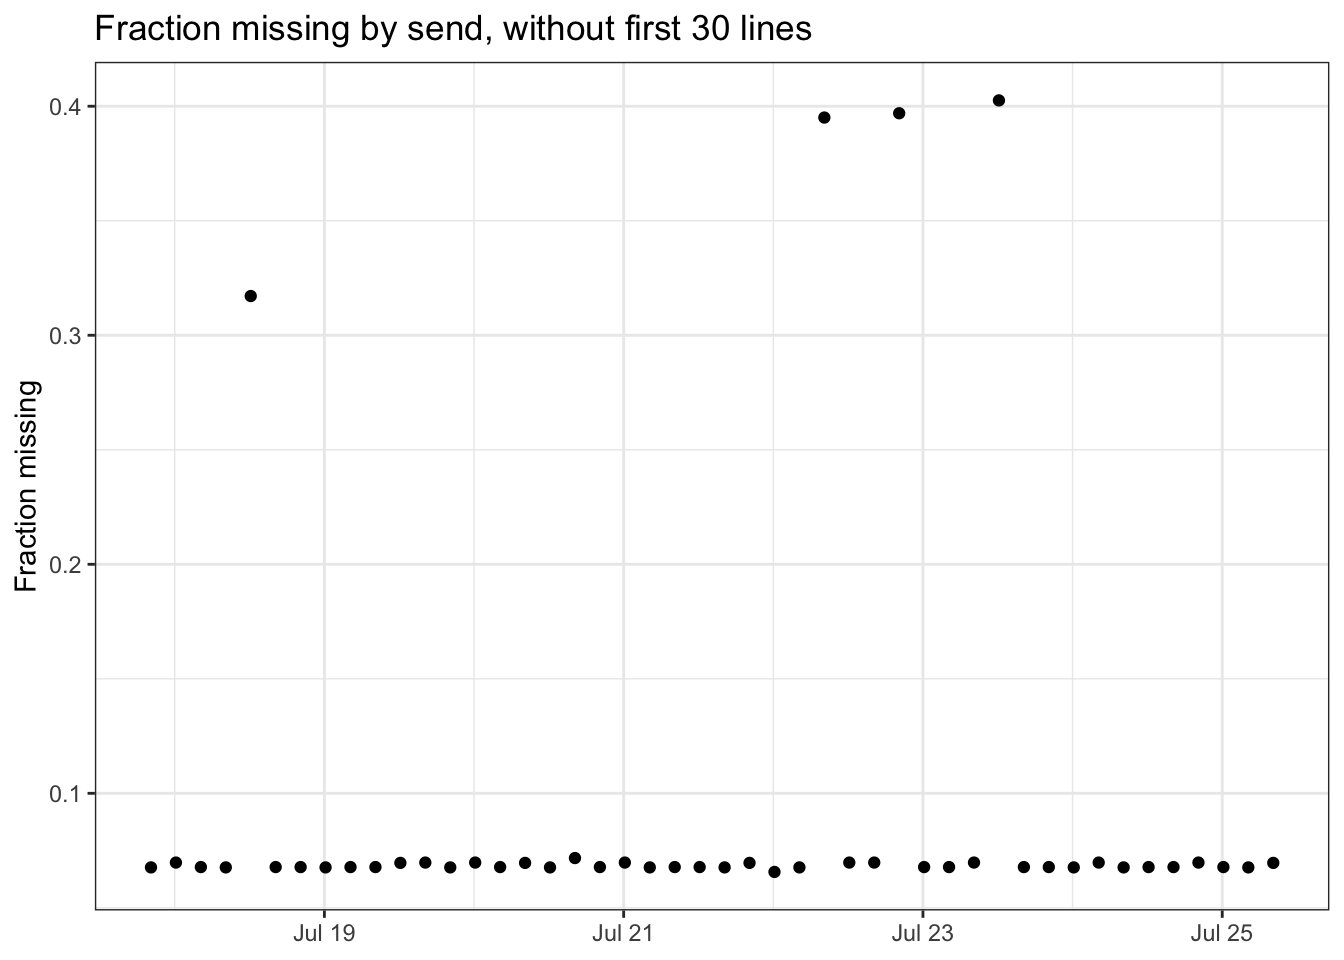 Fraction missing by send, without first 30 lines
Fraction missing
0.4
0.3
0.2
0.1
Jul 19
Jul 21
Jul 23
Jul 25